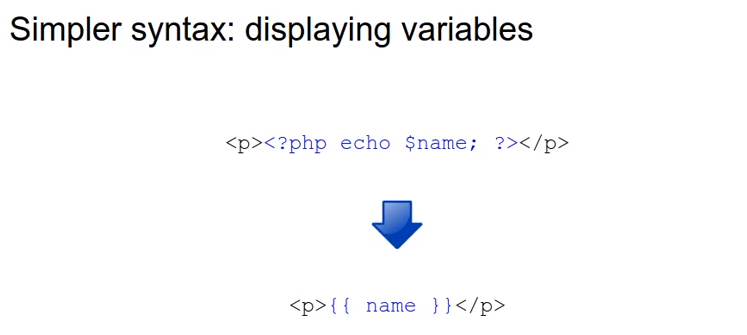 Simpler syntax: displaying variables
<p><?php echo $name; ?></p>
<p>{{ name }}</p>